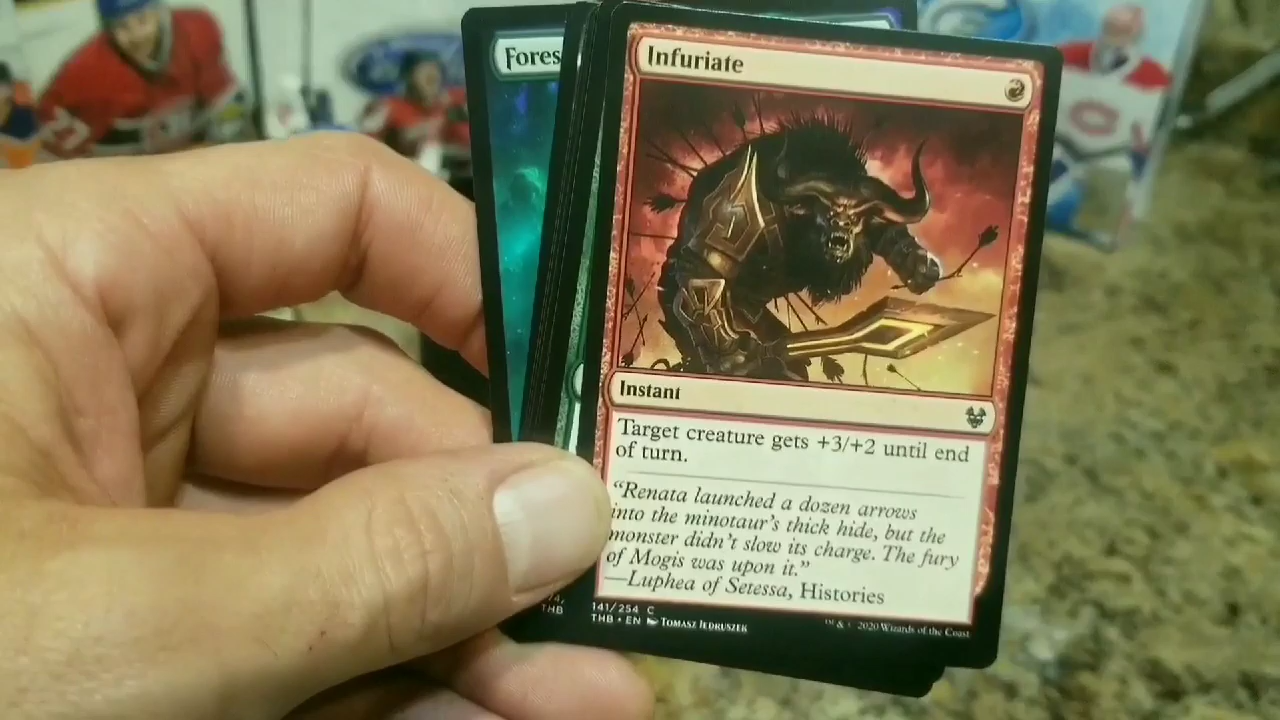 Fores
Infuriate
Instant
Target creature gets +3/+2 until end
of turn.
“Renata launched a dozen arrows
into the minotaur’s thick hide, but the
monster didn’t slow its charge. The fury
of Mogis was upon it.”
—Luphea of Setessa, Histories
141/254 C
THB • EN Tomasz Jedruszek
™ & © 2020 Wizards of the Coast
THB